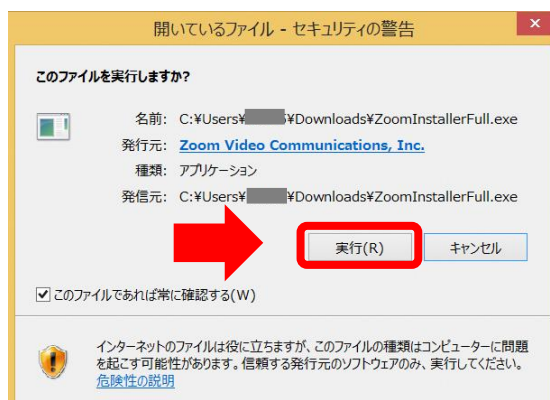 開いているファイル - セキュリティの警告
このファイルを実行しますか?
名前: C:¥Users¥ ¥Downloads¥ZoomInstallerFull.exe
発行元: Zoom Video Communications, Inc.
種類: アプリケーション
発信元: C:¥Users¥ ¥Downloads¥ZoomInstallerFull.exe
実行(R) キャンセル
このファイルであれば常に確認する(W)
インターネットのファイルは役に立ちますが、このファイルの種類はコンピューターに問題
を起こす可能性があります。信頼する発行元のソフトウェアのみ、実行してください。
危険性の説明